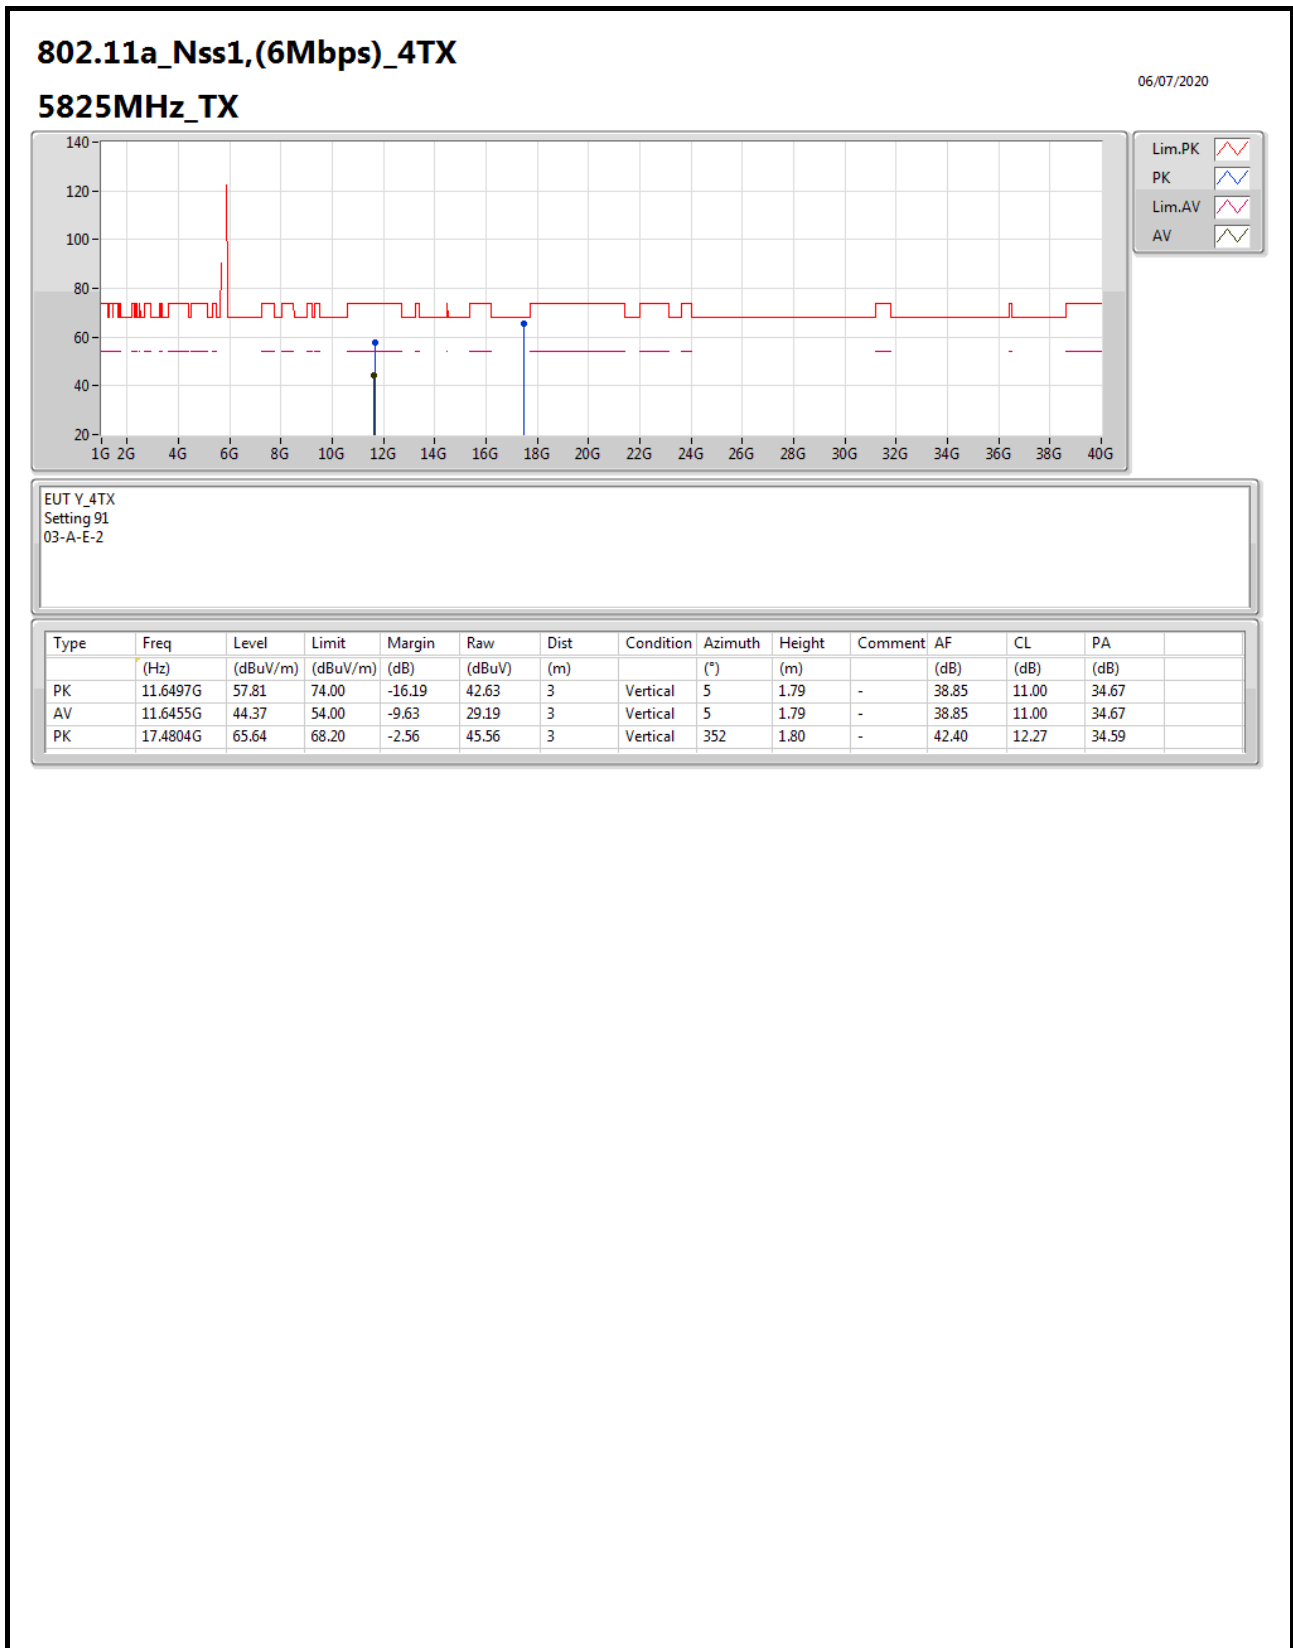 802.11a_Nss1,(6Mbps)_4TX
06/07/2020
5825MHz_TX
140
120
100
80
60
40
20
1G 2G 4G 6G 8G 10G 12G 14G 16G 18G 20G 22G 24G 26G 28G 30G 32G 34G 36G 38G 40G
Lim.PK
PK
Lim.AV
AV
EUT Y_4TX
Setting 91
03-A-E-2
Type Freq Level Limit Margin Raw Dist Condition Azimuth Height Comment AF CL PA
(Hz) (dBuV/m) (dBuV/m) (dB) (dBuV) (m) (°) (m) (dB) (dB) (dB)
PK 11.6497G 57.81 74.00 -16.19 42.63 3 Vertical 5 1.79 - 38.85 11.00 34.67
AV 11.6455G 44.37 54.00 -9.63 29.19 3 Vertical 5 1.79 - 38.85 11.00 34.67
PK 17.4804G 65.64 68.20 -2.56 45.56 3 Vertical 352 1.80 - 42.40 12.27 34.59